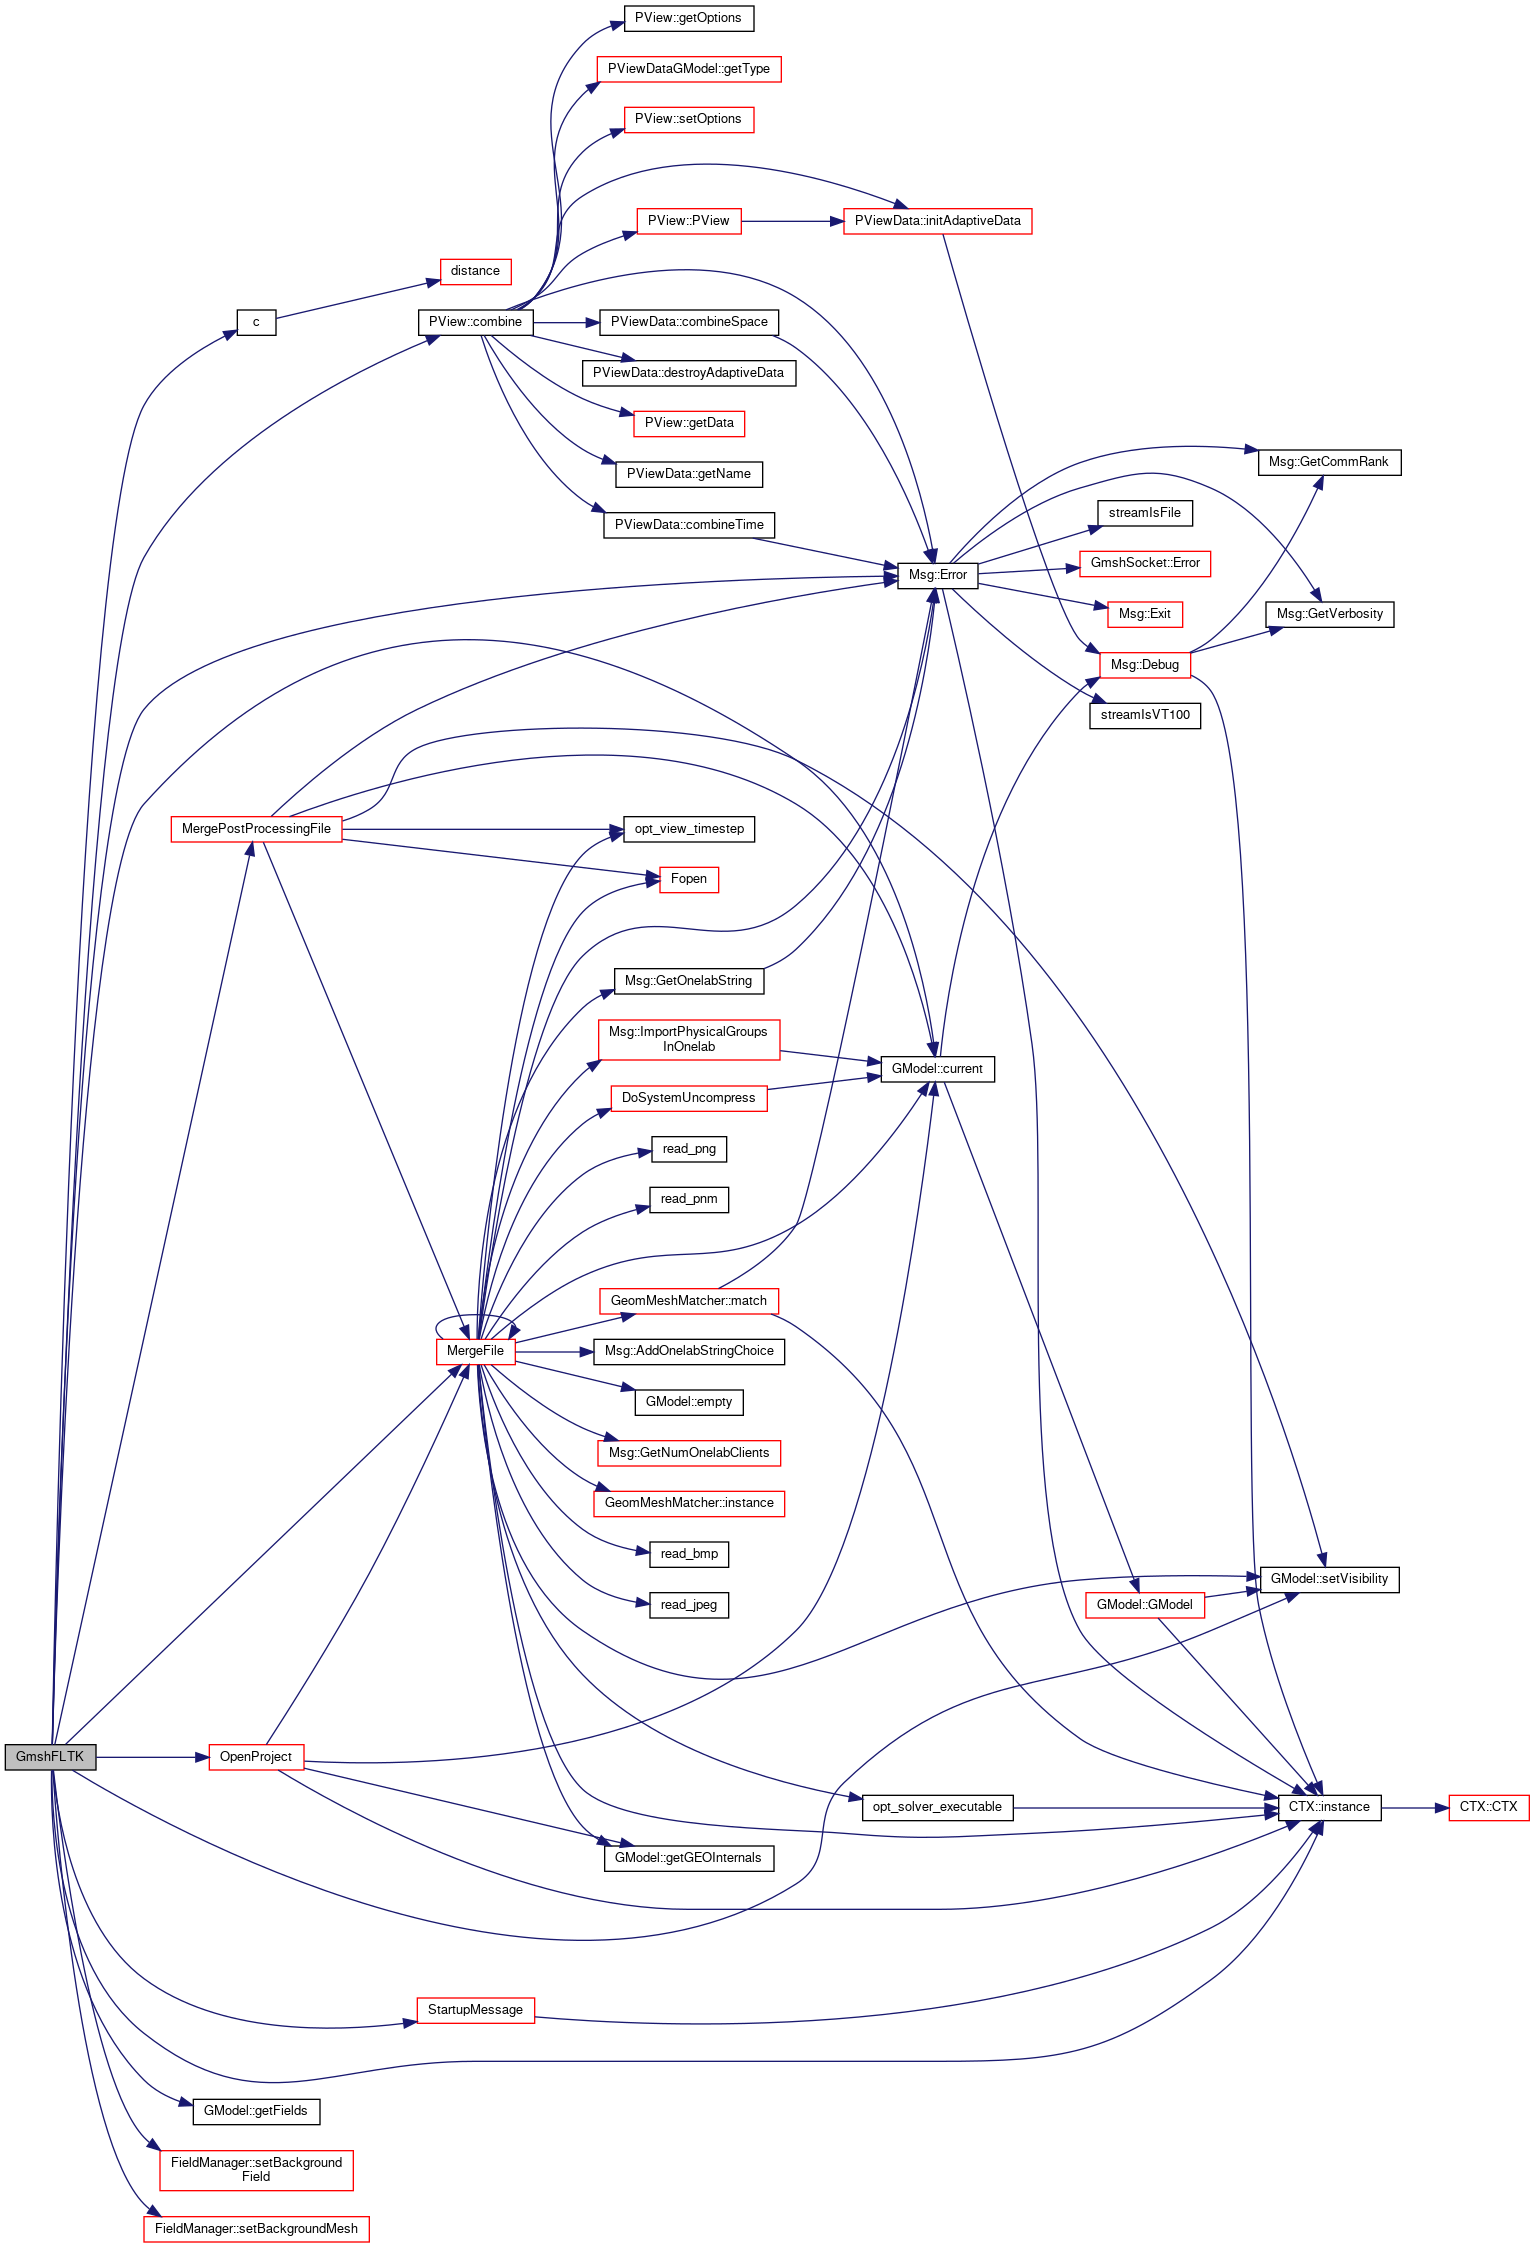 PView::getOptions
PViewDataGModel::getType
PView::setOptions
PView::PView
PViewData::initAdaptiveData
distance
c
PView::combine
PViewData::combineSpace
PViewData::destroyAdaptiveData
PView::getData
Msg::GetCommRank
PViewData::getName
streamIsFile
PViewData::combineTime
GmshSocket::Error
Msg::Error
Msg::Exit
Msg::GetVerbosity
Msg::Debug
streamIsVT100
MergePostProcessingFile
opt_view_timestep
Fopen
Msg::GetOnelabString
Msg::ImportPhysicalGroups
InOnelab
GModel::current
DoSystemUncompress
read_png
read_pnm
GeomMeshMatcher::match
MergeFile
Msg::AddOnelabStringChoice
GModel::empty
Msg::GetNumOnelabClients
GeomMeshMatcher::instance
read_bmp
GModel::setVisibility
read_jpeg
GModel::GModel
GmshFLTK
OpenProject
opt_solver_executable
CTX::instance
CTX::CTX
GModel::getGEOInternals
StartupMessage
GModel::getFields
FieldManager::setBackground
Field
FieldManager::setBackgroundMesh